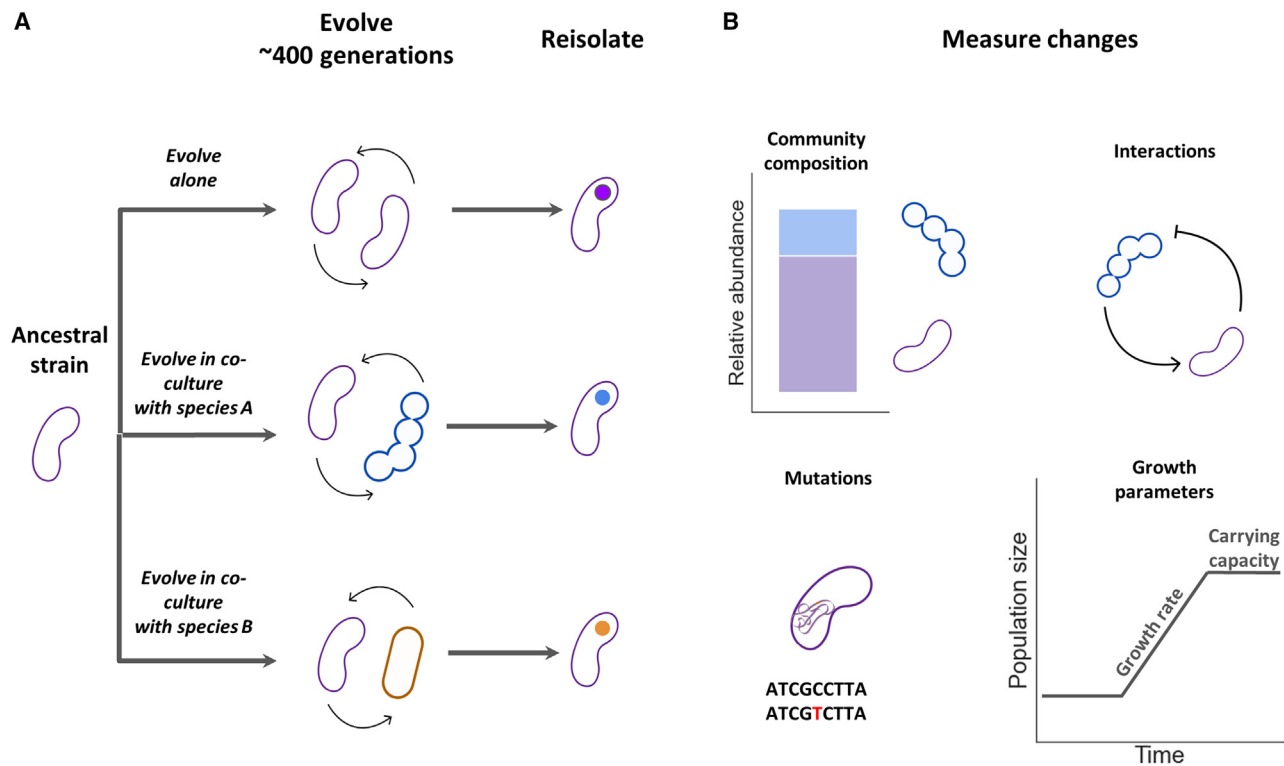 A
Evolve
~400 generations
Reisolate
Evolve
alone
Ancestral
strain
Evolve in co-
culture
with species A
Evolve in co-
culture
with species B
B
Measure changes
Community
composition
Relative abundance
Interactions
Mutations
ATCGCCTTA
ATCGTCTTA
Growth
parameters
Population size
Growth rate
Carrying
capacity
Time